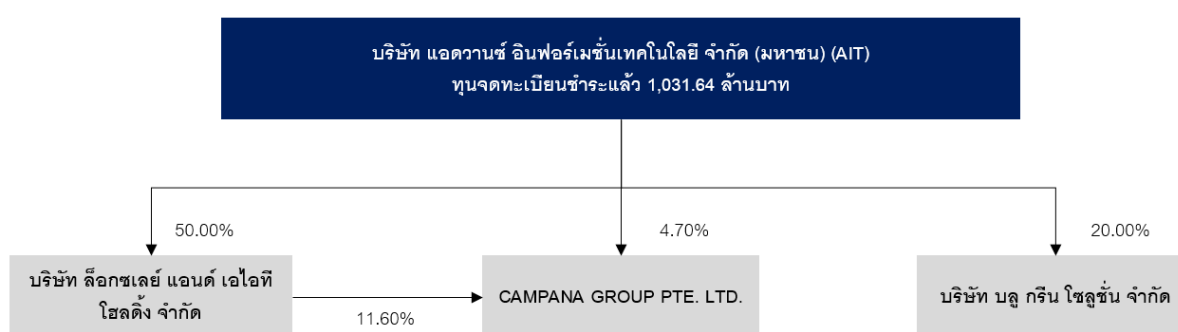 บริษัท แอดวานซ์ อินฟอร์เมชั่นเทคโนโลยี จำกัด (มหาชน) (AIT)
ทุนจดทะเบียนชำระแล้ว 1,031.64 ล้านบาท
50.00%
4.70%
20.00%
บริษัท ล็อกซเลย์ แอนด์ เอไอที
โฮลดิ้ง จำกัด
11.60%
CAMPANA GROUP PTE. LTD.
บริษัท บลู กรีน โซลูชั่น จำกัด